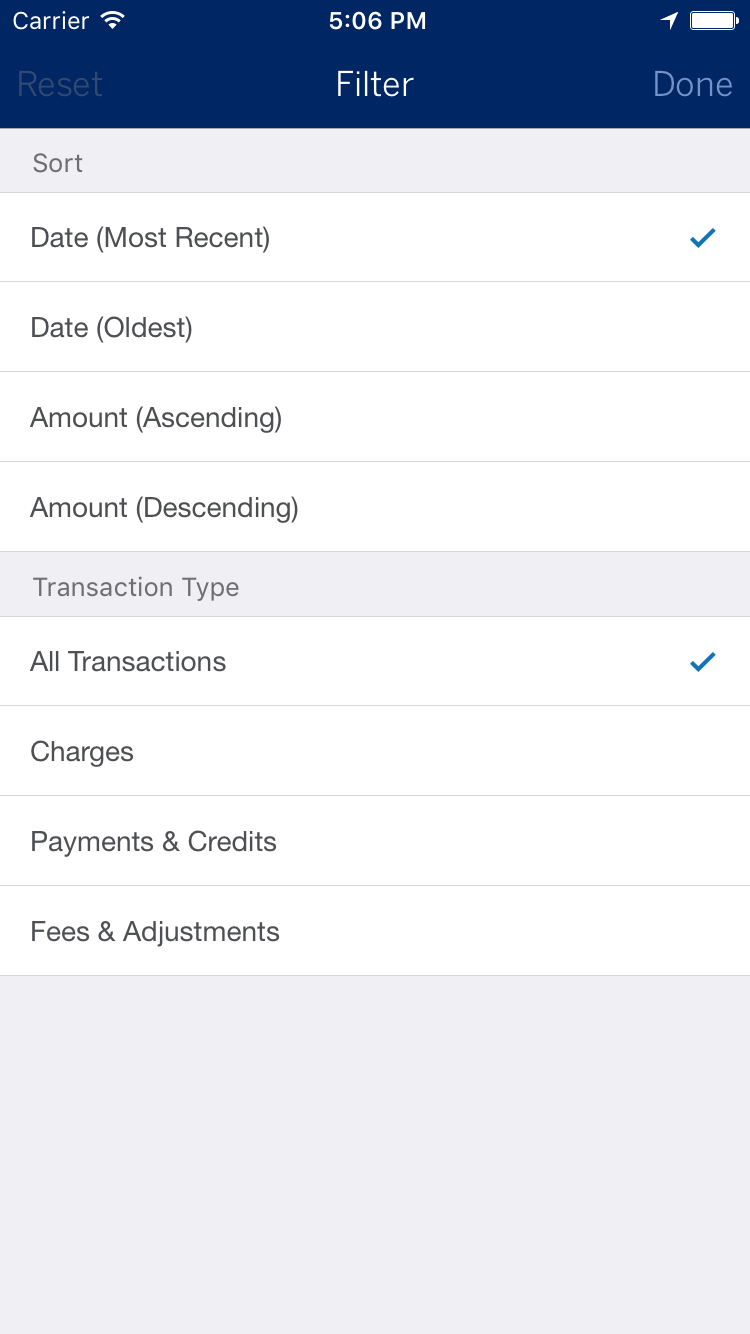 Carrier 5:06 PM
Reset Filter Done
Sort
Date (Most Recent)
Date (Oldest)
Amount (Ascending)
Amount (Descending)
Transaction Type
All Transactions
Charges
Payments & Credits
Fees & Adjustments